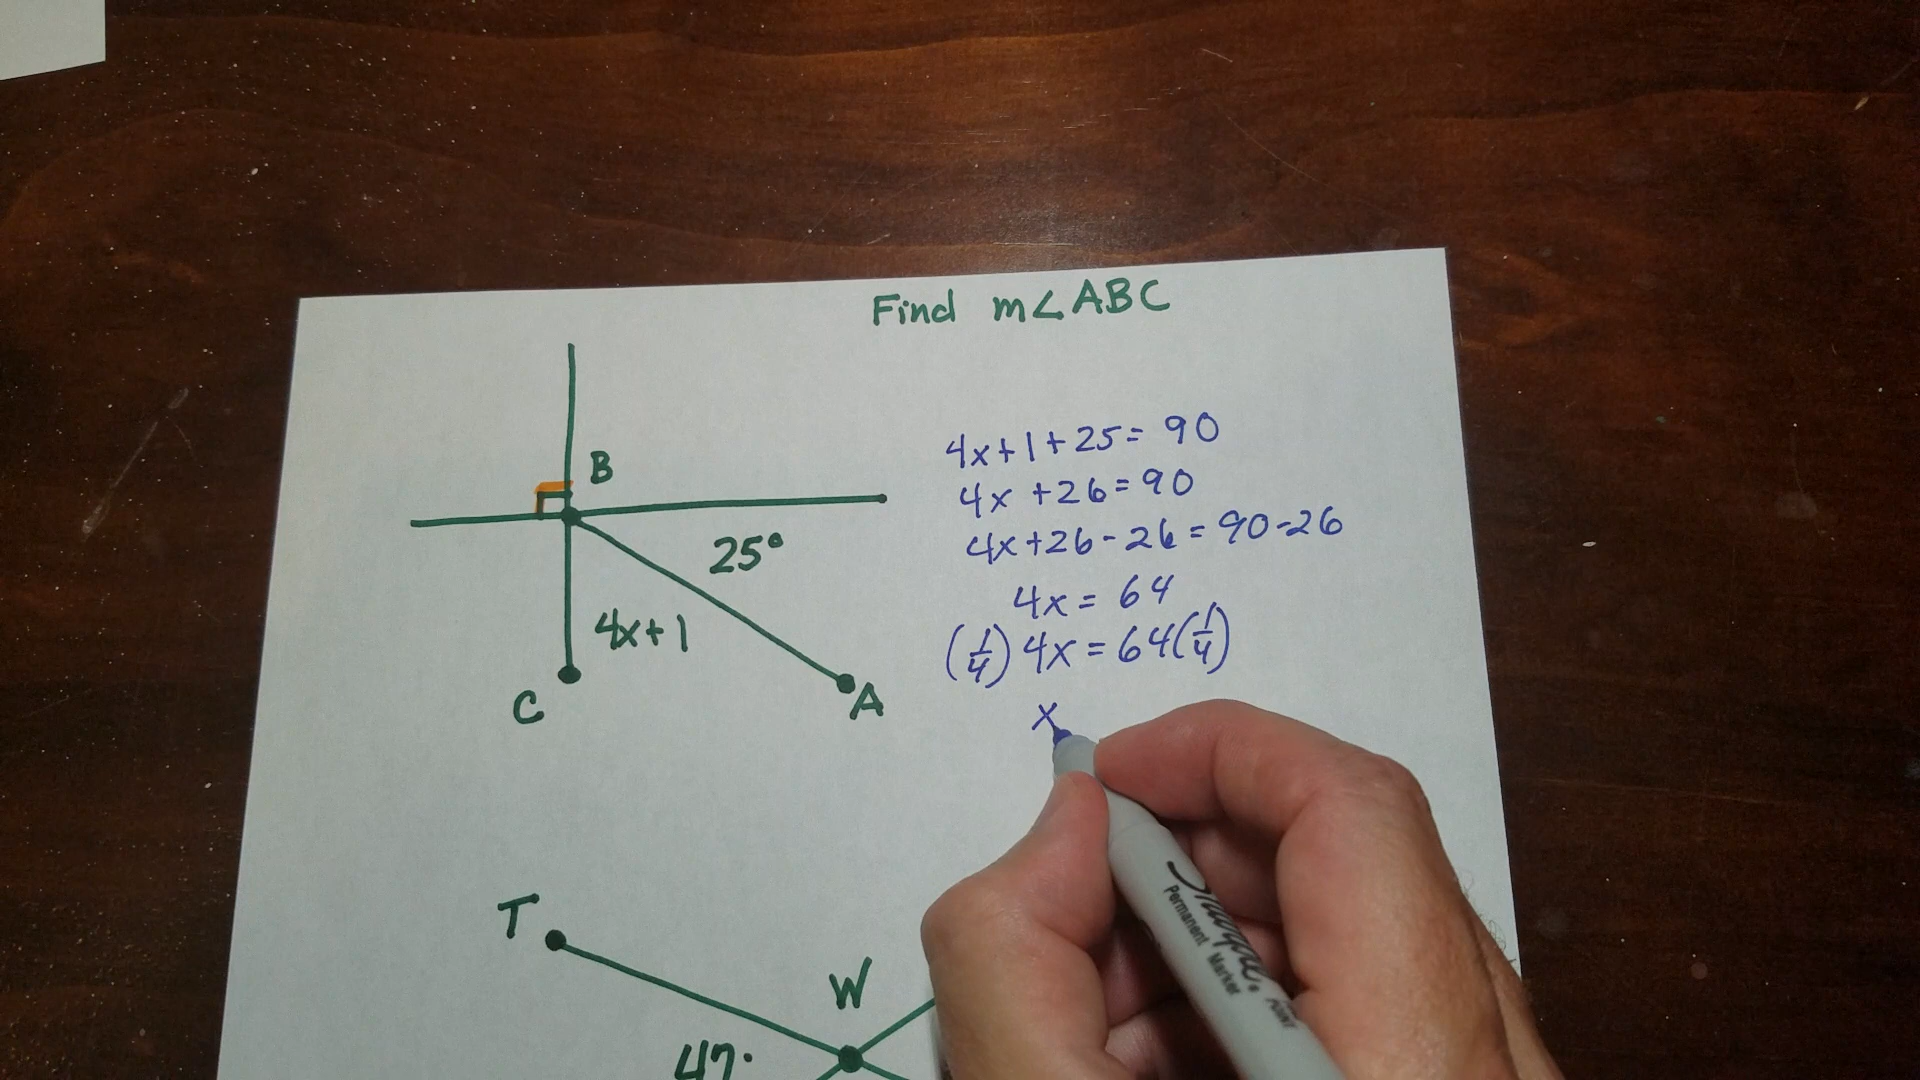 Find m∠ABC
B
25°
4x+1
C
A
4x+1+25=90
4x+26=90
4x+26-26=90-26
4x=64
(1/4)4x=64(1/4)
x
T
W
47°
Sharpie.
Permanent Marker
POINT